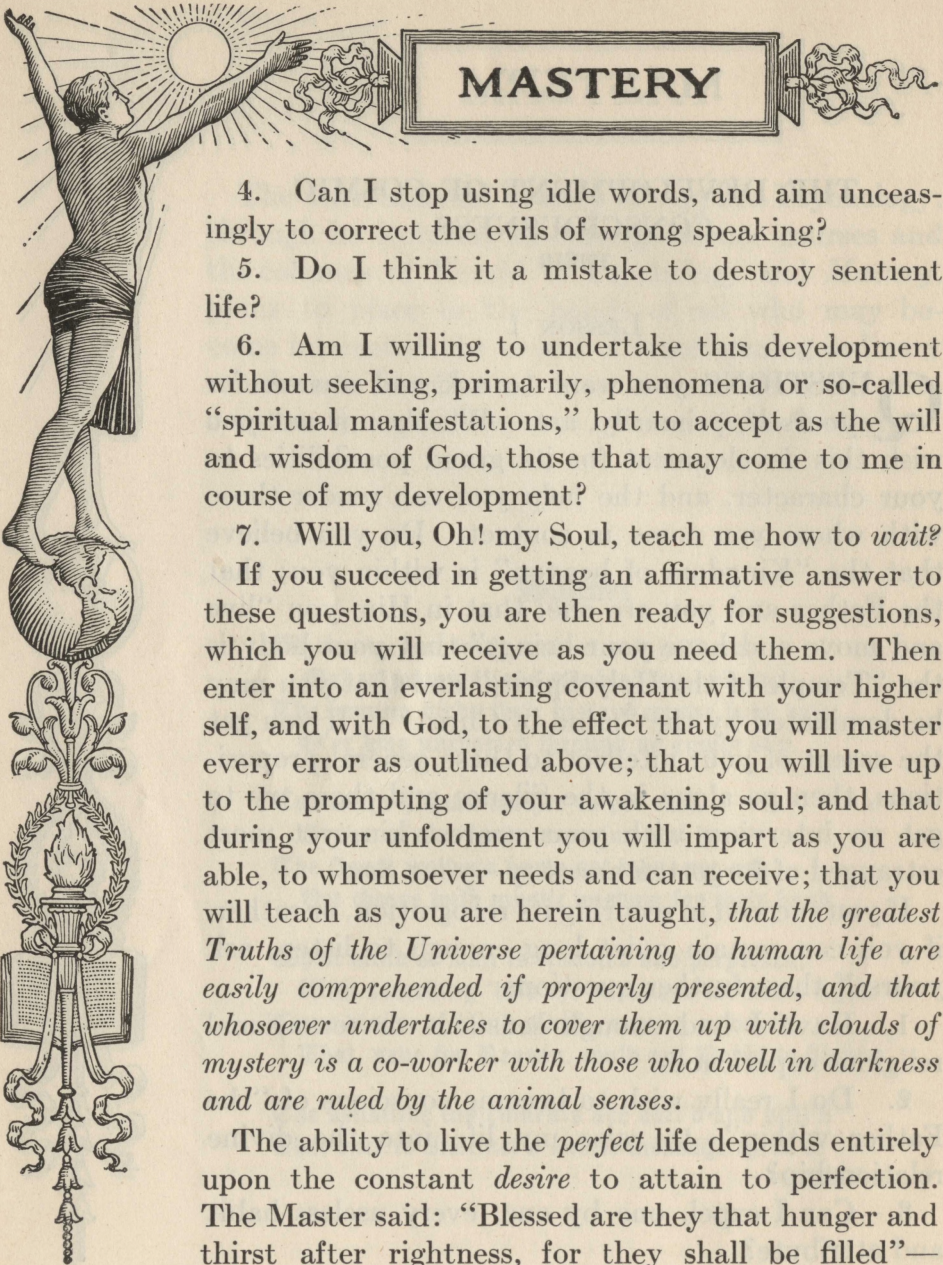 MASTERY
4. Can I stop using idle words, and aim unceas-
ingly to correct the evils of wrong speaking?
5. Do I think it a mistake to destroy sentient
life?
6. Am I willing to undertake this development
without seeking, primarily, phenomena or so-called
“spiritual manifestations,” but to accept as the will
and wisdom of God, those that may come to me in
course of my development?
7. Will you, Oh! my Soul, teach me how to wait?
If you succeed in getting an affirmative answer to
these questions, you are then ready for suggestions,
which you will receive as you need them. Then
enter into an everlasting covenant with your higher
self, and with God, to the effect that you will master
every error as outlined above; that you will live up
to the prompting of your awakening soul; and that
during your unfoldment you will impart as you are
able, to whomsoever needs and can receive; that you
will teach as you are herein taught, that the greatest
Truths of the Universe pertaining to human life are
easily comprehended if properly presented, and that
whosoever undertakes to cover them up with clouds of
mystery is a co-worker with those who dwell in darkness
and are ruled by the animal senses.
The ability to live the perfect life depends entirely
upon the constant desire to attain to perfection.
The Master said: “Blessed are they that hunger and
thirst after rightness, for they shall be filled”—